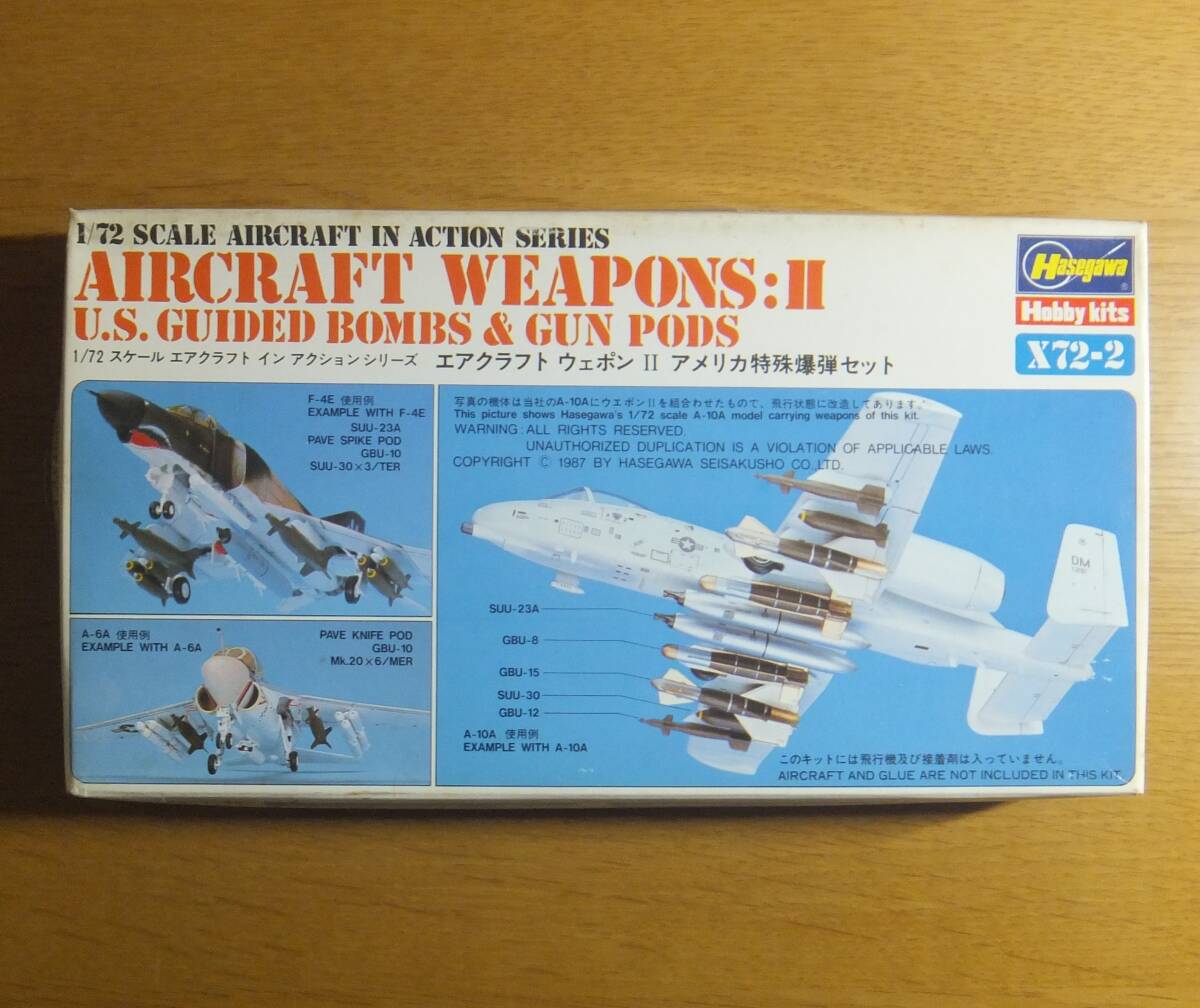 1/72 SCALE AIRCRAFT IN ACTION SERIES
AIRCRAFT WEAPONS:II
U.S. GUIDED BOMBS & GUN PODS
1/72 スケール エアクラフト イン アクション シリーズ エアクラフト ウェポン II アメリカ特殊爆弾セット
Hasegawa
®
Hobby kits
X72-2
F-4E 使用例
EXAMPLE WITH F-4E
SUU-23A
PAVE SPIKE POD
GBU-10
SUU-30×3/TER
A-6A 使用例
EXAMPLE WITH A-6A
PAVE KNIFE POD
GBU-10
Mk.20×6/MER
写真の機体は当社のA-10AにウエポンIIを組合わせたもので、飛行状態に改造してあります。
This picture shows Hasegawa's 1/72 scale A-10A model carrying weapons of this kit.
WARNING: ALL RIGHTS RESERVED.
UNAUTHORIZED DUPLICATION IS A VIOLATION OF APPLICABLE LAWS.
COPYRIGHT © 1987 BY HASEGAWA SEISAKUSHO CO.,LTD.
DM
SUU-23A
GBU-8
GBU-15
SUU-30
GBU-12
A-10A 使用例
EXAMPLE WITH A-10A
このキットには飛行機及び接着剤は入っていません。
AIRCRAFT AND GLUE ARE NOT INCLUDED IN THIS KIT.